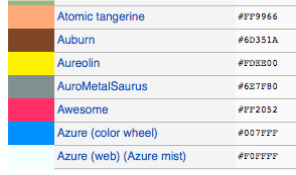 Atomic tangerine #FF9966
Auburn #6D351A
Aureolin #FDEE00
AuroMetalSaurus #6E7F80
Awesome #FF2052
Azure (color wheel) #007FFF
Azure (web) (Azure mist) #F0FFFF